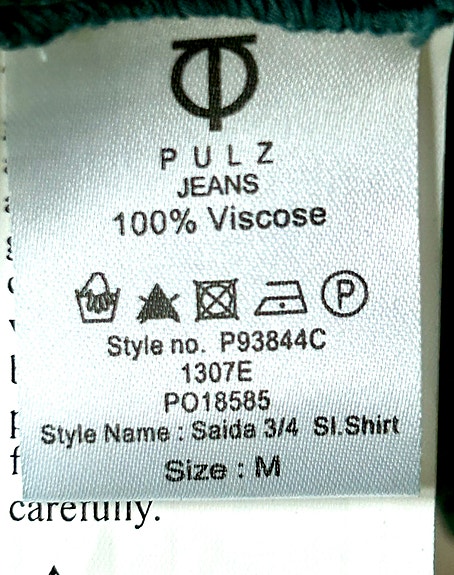 PULZ
JEANS
100% Viscose
P
Style no. P93844C
1307E
PO18585
Style Name : Saida 3/4 Sl.Shirt
Size : M
carefully.